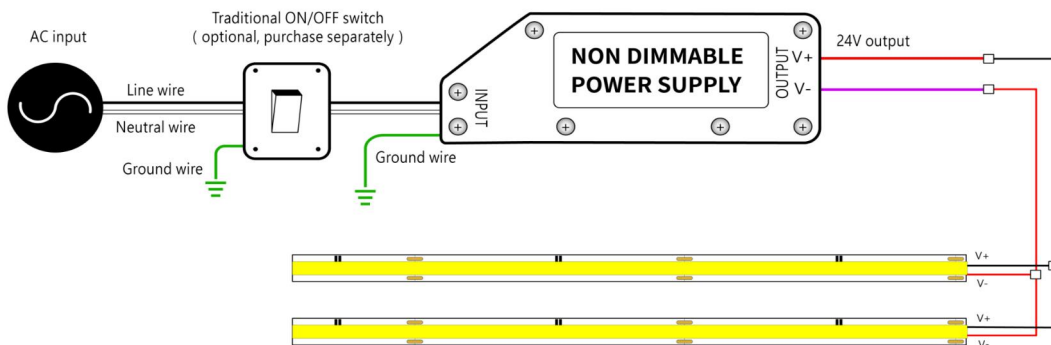 Traditional ON/OFF switch
( optional, purchase separately )
AC input
Line wire
Neutral wire
Ground wire
Ground wire
INPUT
NON DIMMABLE
POWER SUPPLY
OUTPUT
V+
V-
24V output
V+
V-
V+
V-